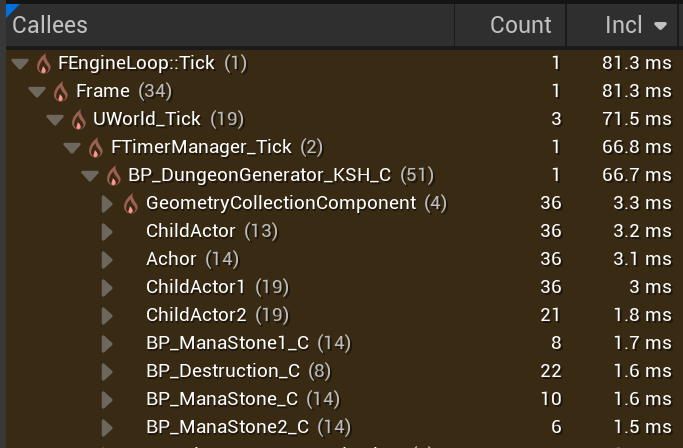 Callees Count Incl
FEngineLoop::Tick (1) 1 81.3 ms
Frame (34) 1 81.3 ms
UWorld_Tick (19) 3 71.5 ms
FTimerManager_Tick (2) 1 66.8 ms
BP_DungeonGenerator_KSH_C (51) 1 66.7 ms
GeometryCollectionComponent (4) 36 3.3 ms
ChildActor (13) 36 3.2 ms
Achor (14) 36 3.1 ms
ChildActor1 (19) 36 3 ms
ChildActor2 (19) 21 1.8 ms
BP_ManaStone1_C (14) 8 1.7 ms
BP_Destruction_C (8) 22 1.6 ms
BP_ManaStone_C (14) 10 1.6 ms
BP_ManaStone2_C (14) 6 1.5 ms